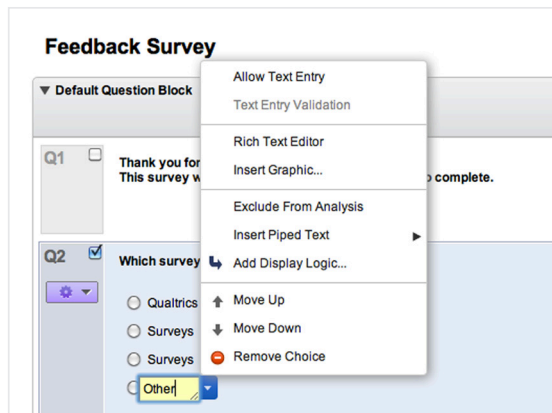 Feedback Survey
Default Question Block
Q1
Thank you for
This survey w
complete.
Q2
Which survey
Qualtrics
Surveys
Surveys
Other
Allow Text Entry
Text Entry Validation
Rich Text Editor
Insert Graphic...
Exclude From Analysis
Insert Piped Text
Add Display Logic...
Move Up
Move Down
Remove Choice